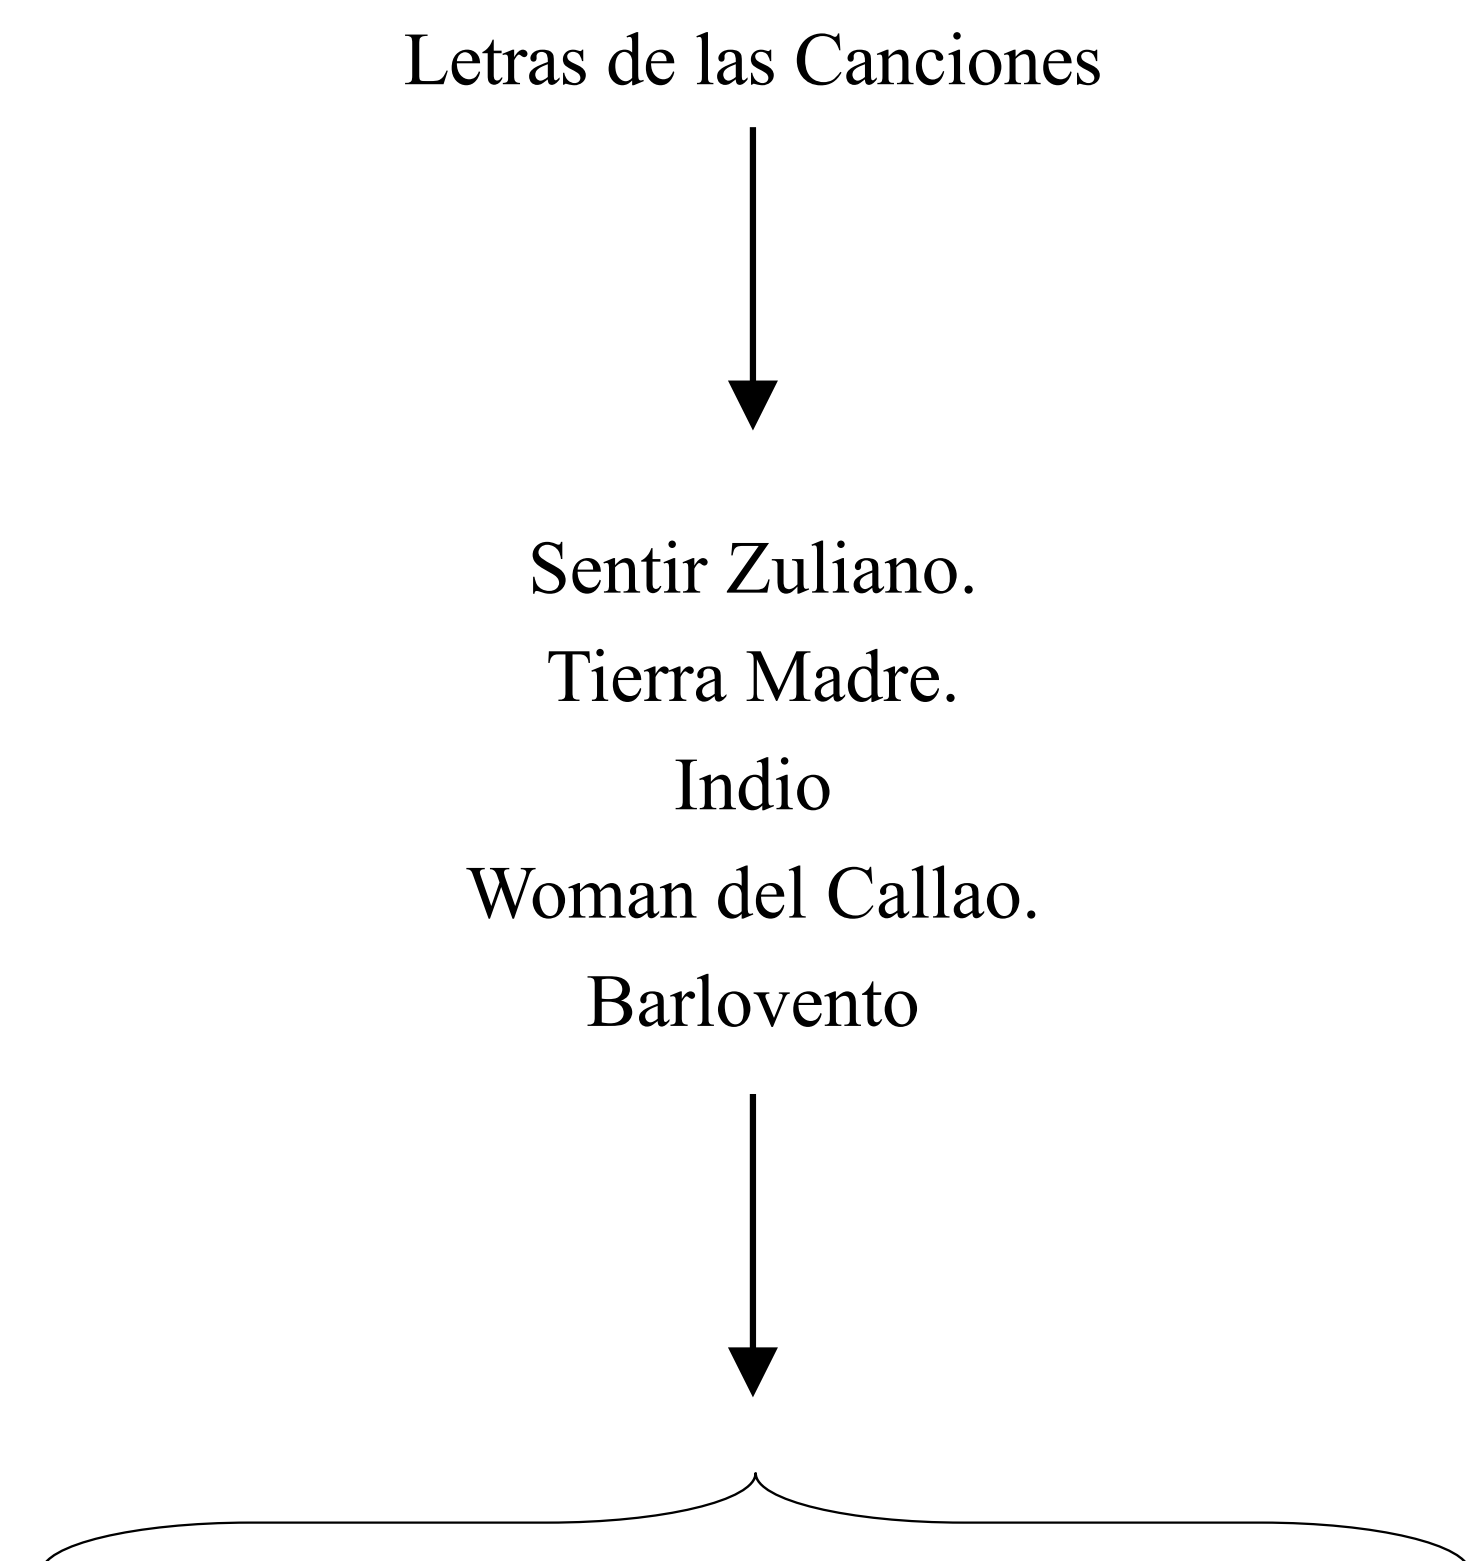 Letras de las Canciones
Sentir Zuliano.
Tierra Madre.
Indio
Woman del Callao.
Barlovento